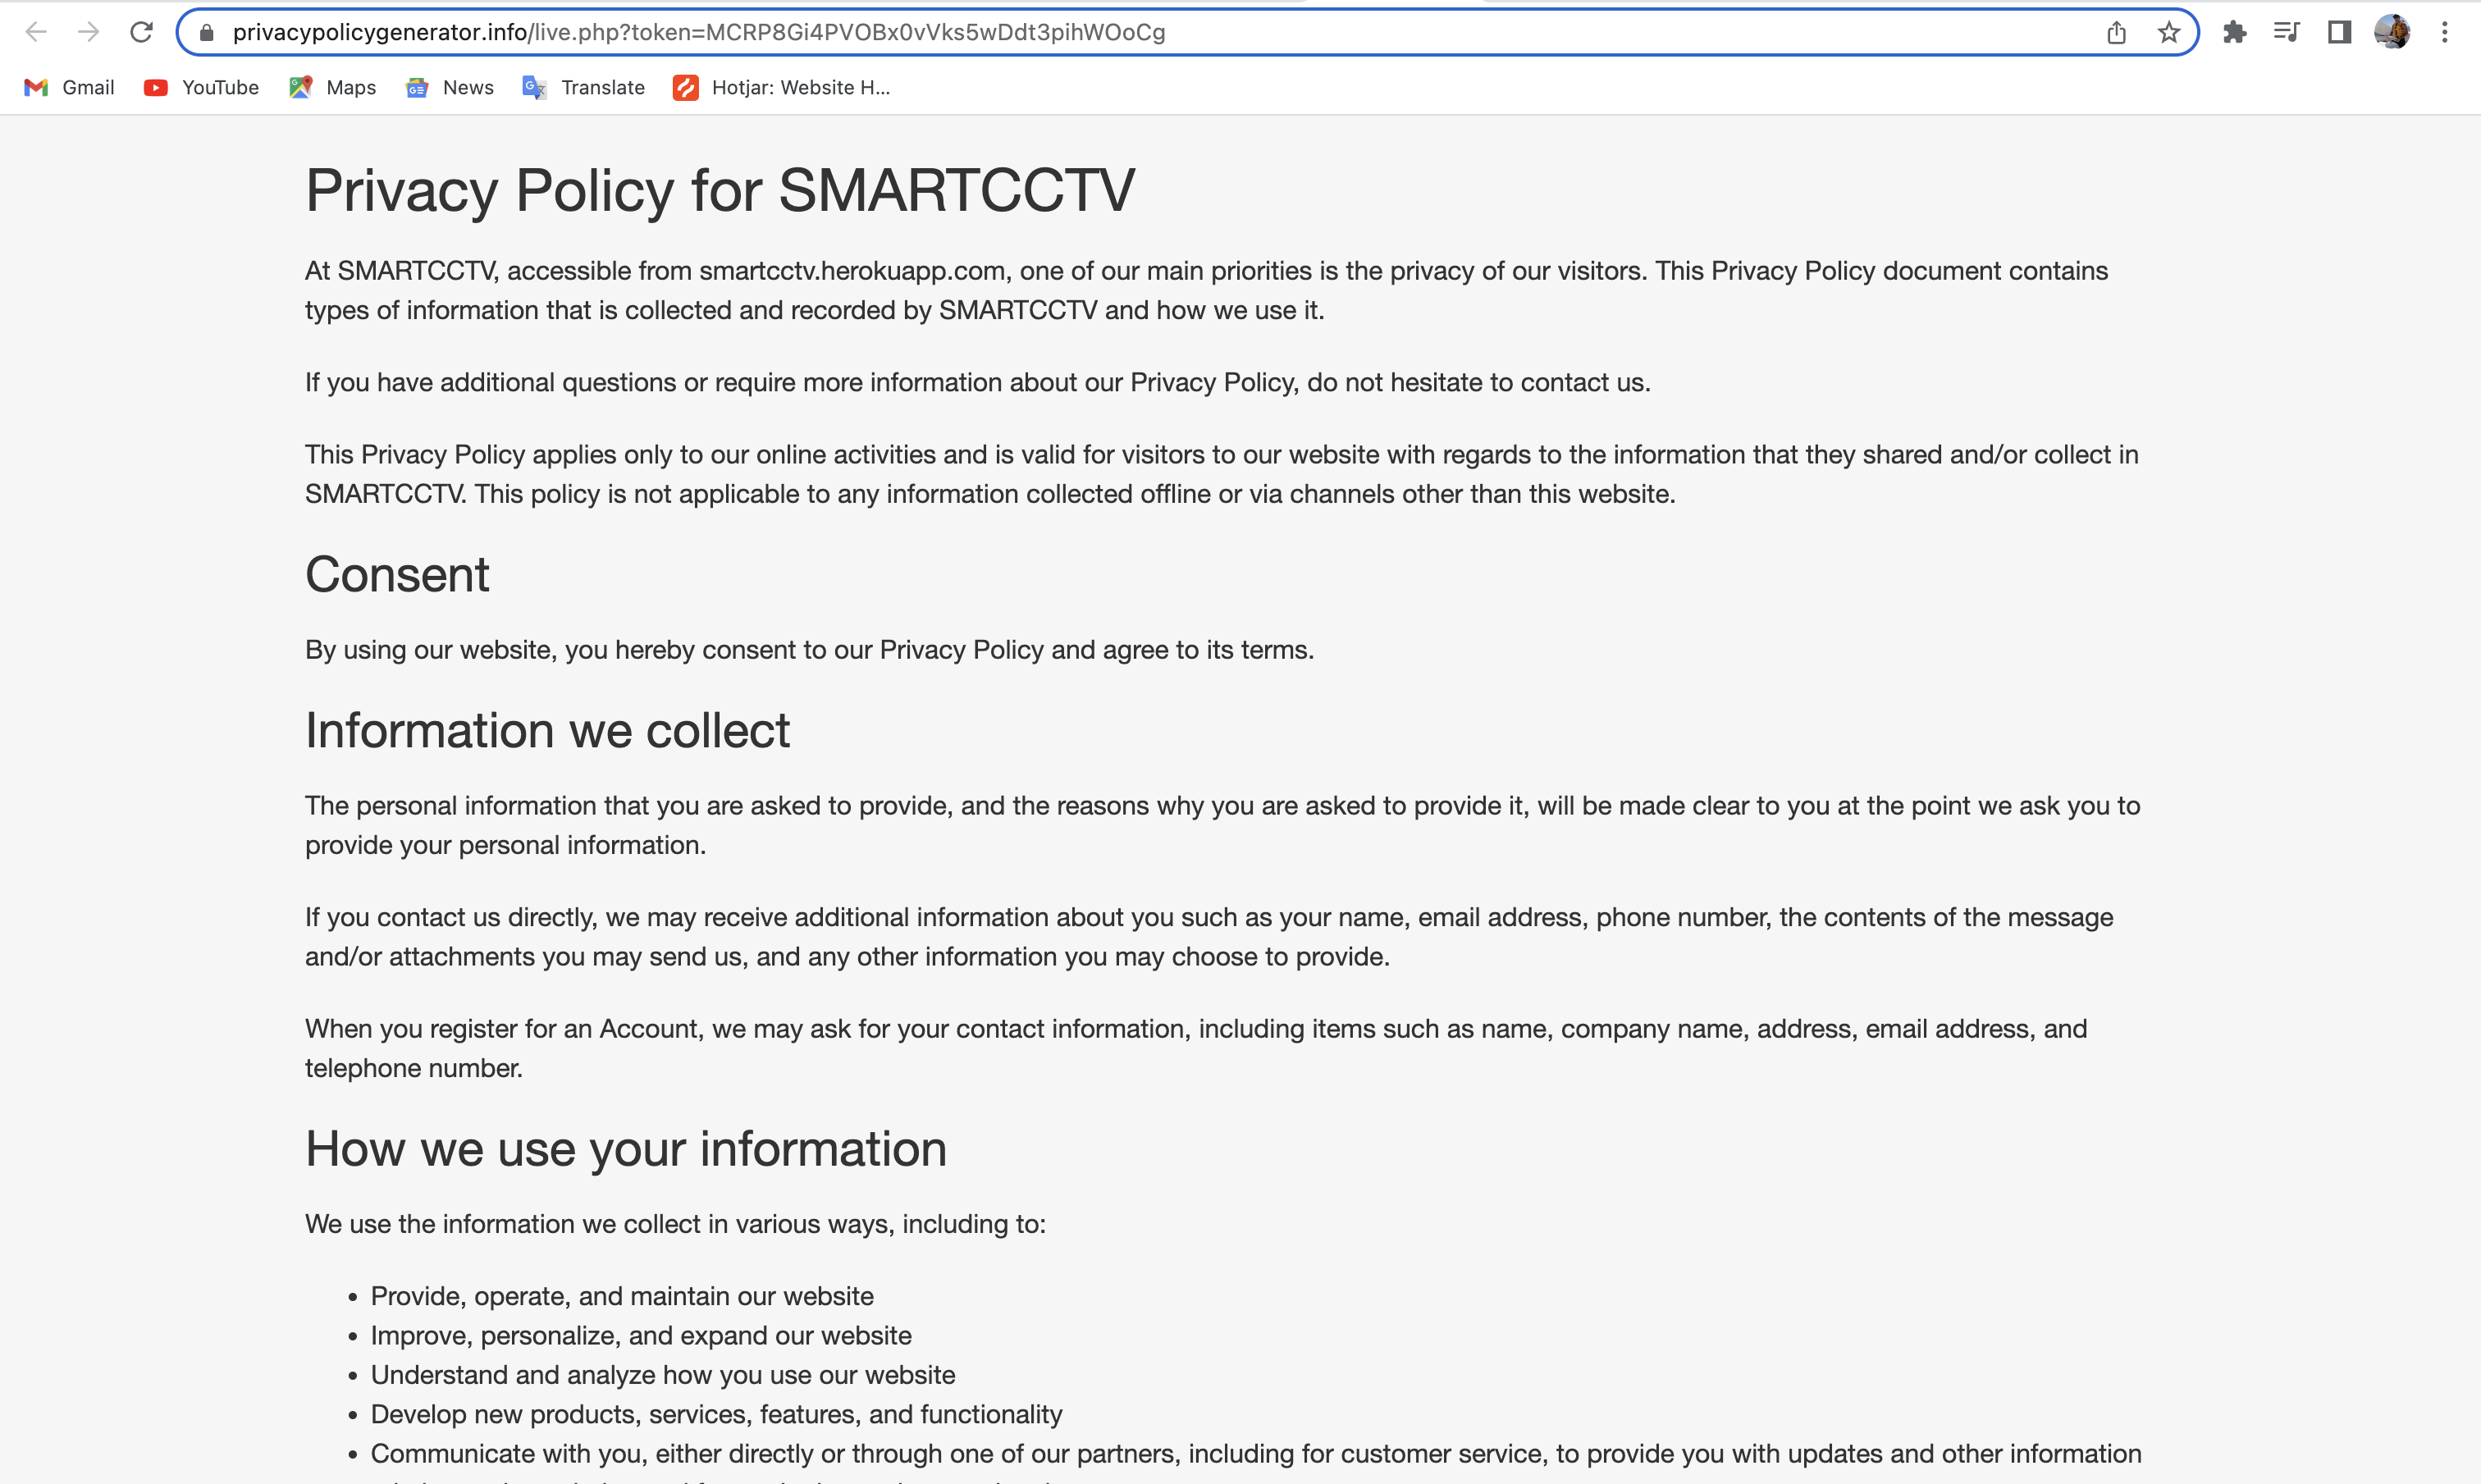 privacypolicygenerator.info/live.php?token=MCRP8Gi4PVOBx0vVks5wDdt3pihWOoCg
Gmail YouTube Maps News Translate Hotjar: Website H...
Privacy Policy for SMARTCCTV
At SMARTCCTV, accessible from smartcctv.herokuapp.com, one of our main priorities is the privacy of our visitors. This Privacy Policy document contains
types of information that is collected and recorded by SMARTCCTV and how we use it.
If you have additional questions or require more information about our Privacy Policy, do not hesitate to contact us.
This Privacy Policy applies only to our online activities and is valid for visitors to our website with regards to the information that they shared and/or collect in
SMARTCCTV. This policy is not applicable to any information collected offline or via channels other than this website.
Consent
By using our website, you hereby consent to our Privacy Policy and agree to its terms.
Information we collect
The personal information that you are asked to provide, and the reasons why you are asked to provide it, will be made clear to you at the point we ask you to
provide your personal information.
If you contact us directly, we may receive additional information about you such as your name, email address, phone number, the contents of the message
and/or attachments you may send us, and any other information you may choose to provide.
When you register for an Account, we may ask for your contact information, including items such as name, company name, address, email address, and
telephone number.
How we use your information
We use the information we collect in various ways, including to:
• Provide, operate, and maintain our website
• Improve, personalize, and expand our website
• Understand and analyze how you use our website
• Develop new products, services, features, and functionality
• Communicate with you, either directly or through one of our partners, including for customer service, to provide you with updates and other information